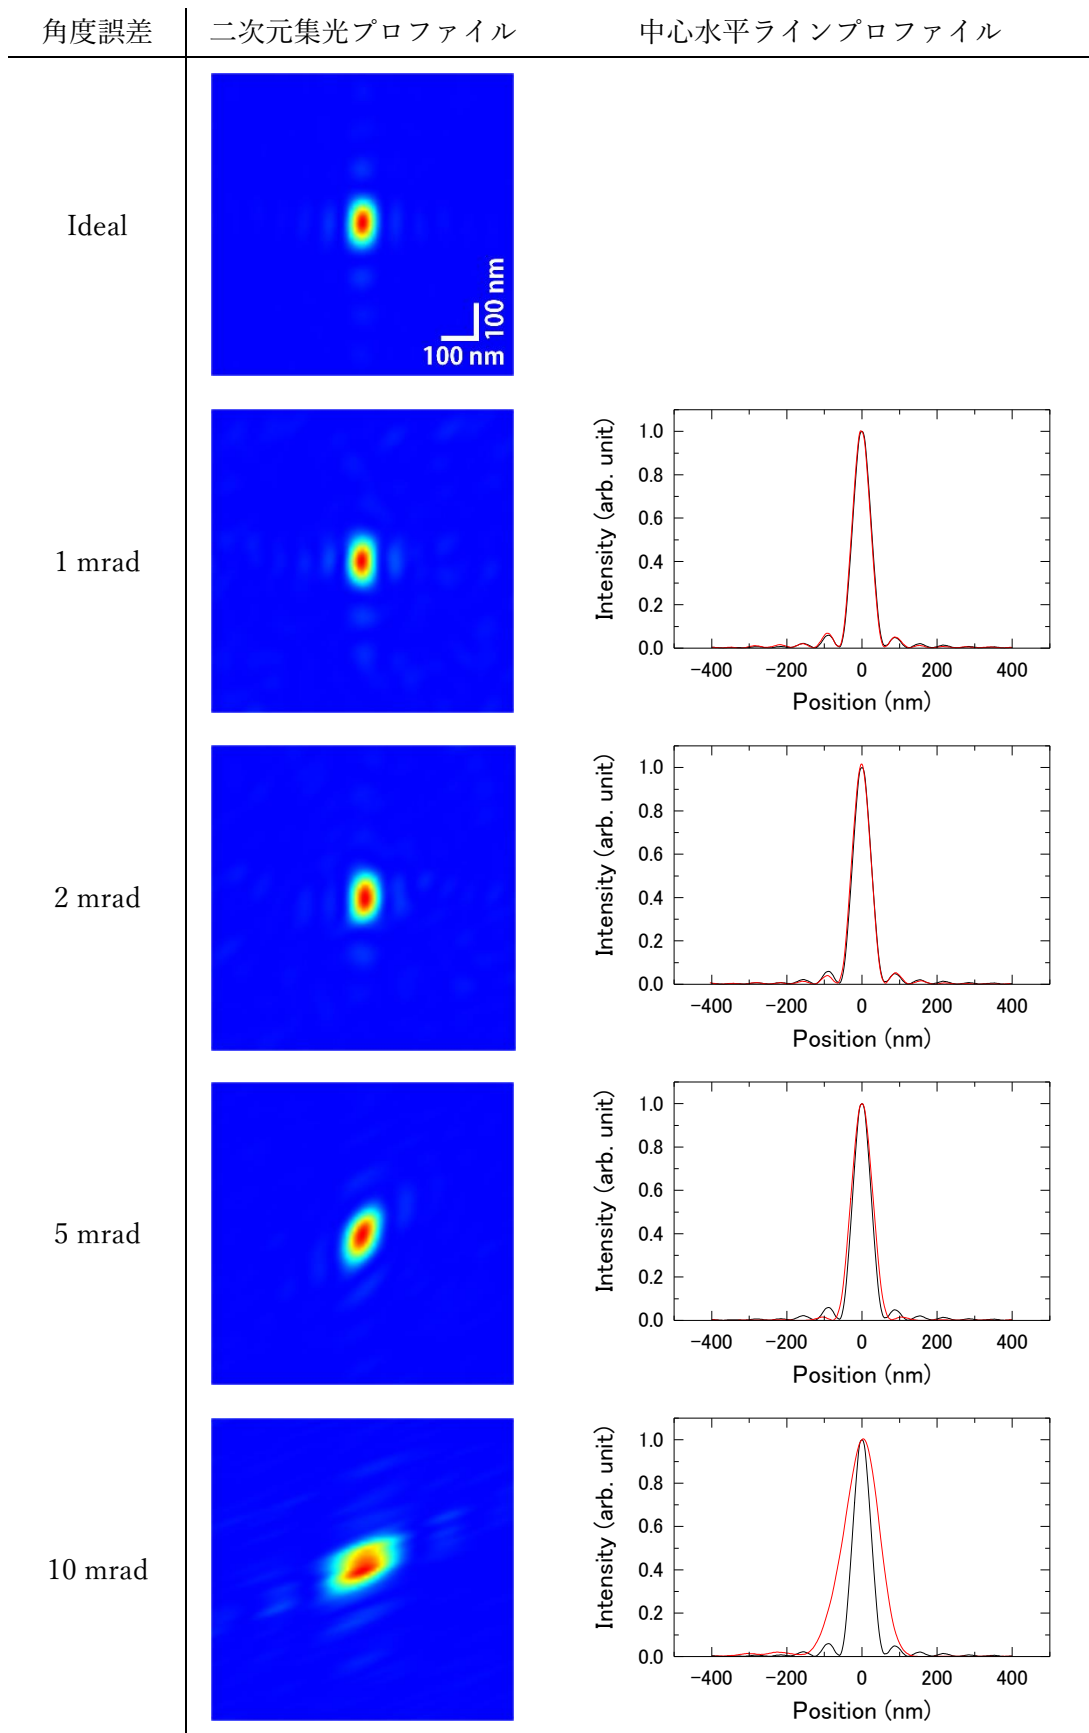 角度誤差 二次元集光プロファイル 中心水平ラインプロファイル
Ideal
100 nm
100 nm
1 mrad
Intensity (arb. unit)
1.0
0.8
0.6
0.4
0.2
0.0
−400 −200 0 200 400
Position (nm)
2 mrad
Intensity (arb. unit)
1.0
0.8
0.6
0.4
0.2
0.0
−400 −200 0 200 400
Position (nm)
5 mrad
Intensity (arb. unit)
1.0
0.8
0.6
0.4
0.2
0.0
−400 −200 0 200 400
Position (nm)
10 mrad
Intensity (arb. unit)
1.0
0.8
0.6
0.4
0.2
0.0
−400 −200 0 200 400
Position (nm)